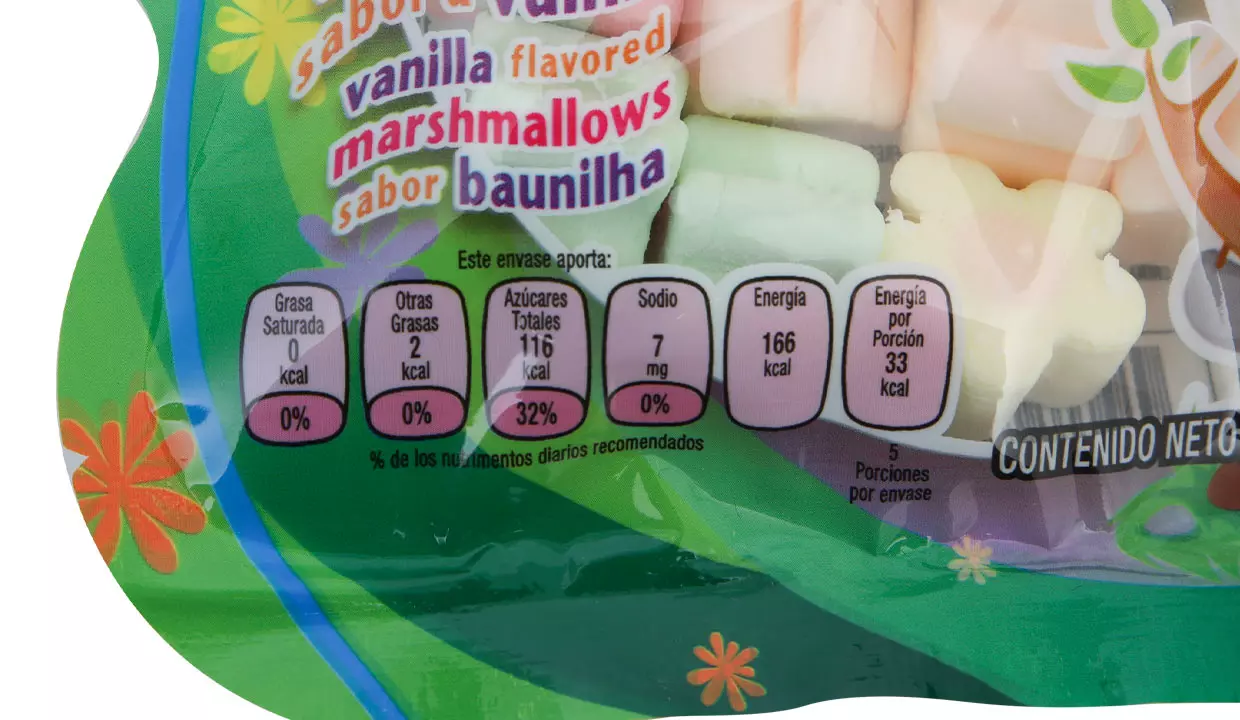 sabor a
vanilla flavored
marshmallows
sabor baunilha
Este envase aporta:
Grasa
Saturada
0
kcal
0%
Otras
Grasas
2
kcal
0%
Azúcares
Totales
116
kcal
32%
Sodio
7
mg
0%
Energía
166
kcal
Energía
por
Porción
33
kcal
% de los nutrimentos diarios recomendados
5
Porciones
por envase
CONTENIDO NETO